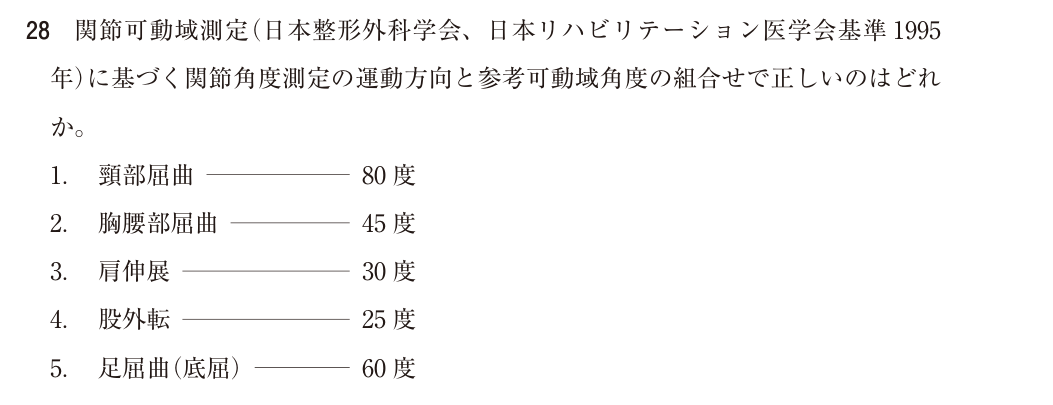 28 関節可動域測定(日本整形外科学会、日本リハビリテーション医学会基準 1995
年)に基づく関節角度測定の運動方向と参考可動域角度の組合せで正しいのはどれ
か。
1. 頸部屈曲 ――――――― 80 度
2. 胸腰部屈曲 ―――――― 45 度
3. 肩伸展 ―――――――― 30 度
4. 股外転 ―――――――― 25 度
5. 足屈曲(底屈) ――――― 60 度